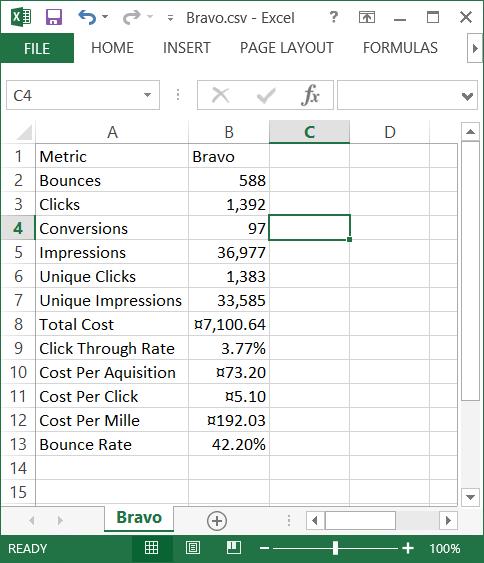 Bravo.csv - Excel ?
FILE HOME INSERT PAGE LAYOUT FORMULAS
C4 fx
A B C D
1 Metric Bravo
2 Bounces 588
3 Clicks 1,392
4 Conversions 97
5 Impressions 36,977
6 Unique Clicks 1,383
7 Unique Impressions 33,585
8 Total Cost ¤7,100.64
9 Click Through Rate 3.77%
10 Cost Per Aquisition ¤73.20
11 Cost Per Click ¤5.10
12 Cost Per Mille ¤192.03
13 Bounce Rate 42.20%
14
15
Bravo
READY 100%